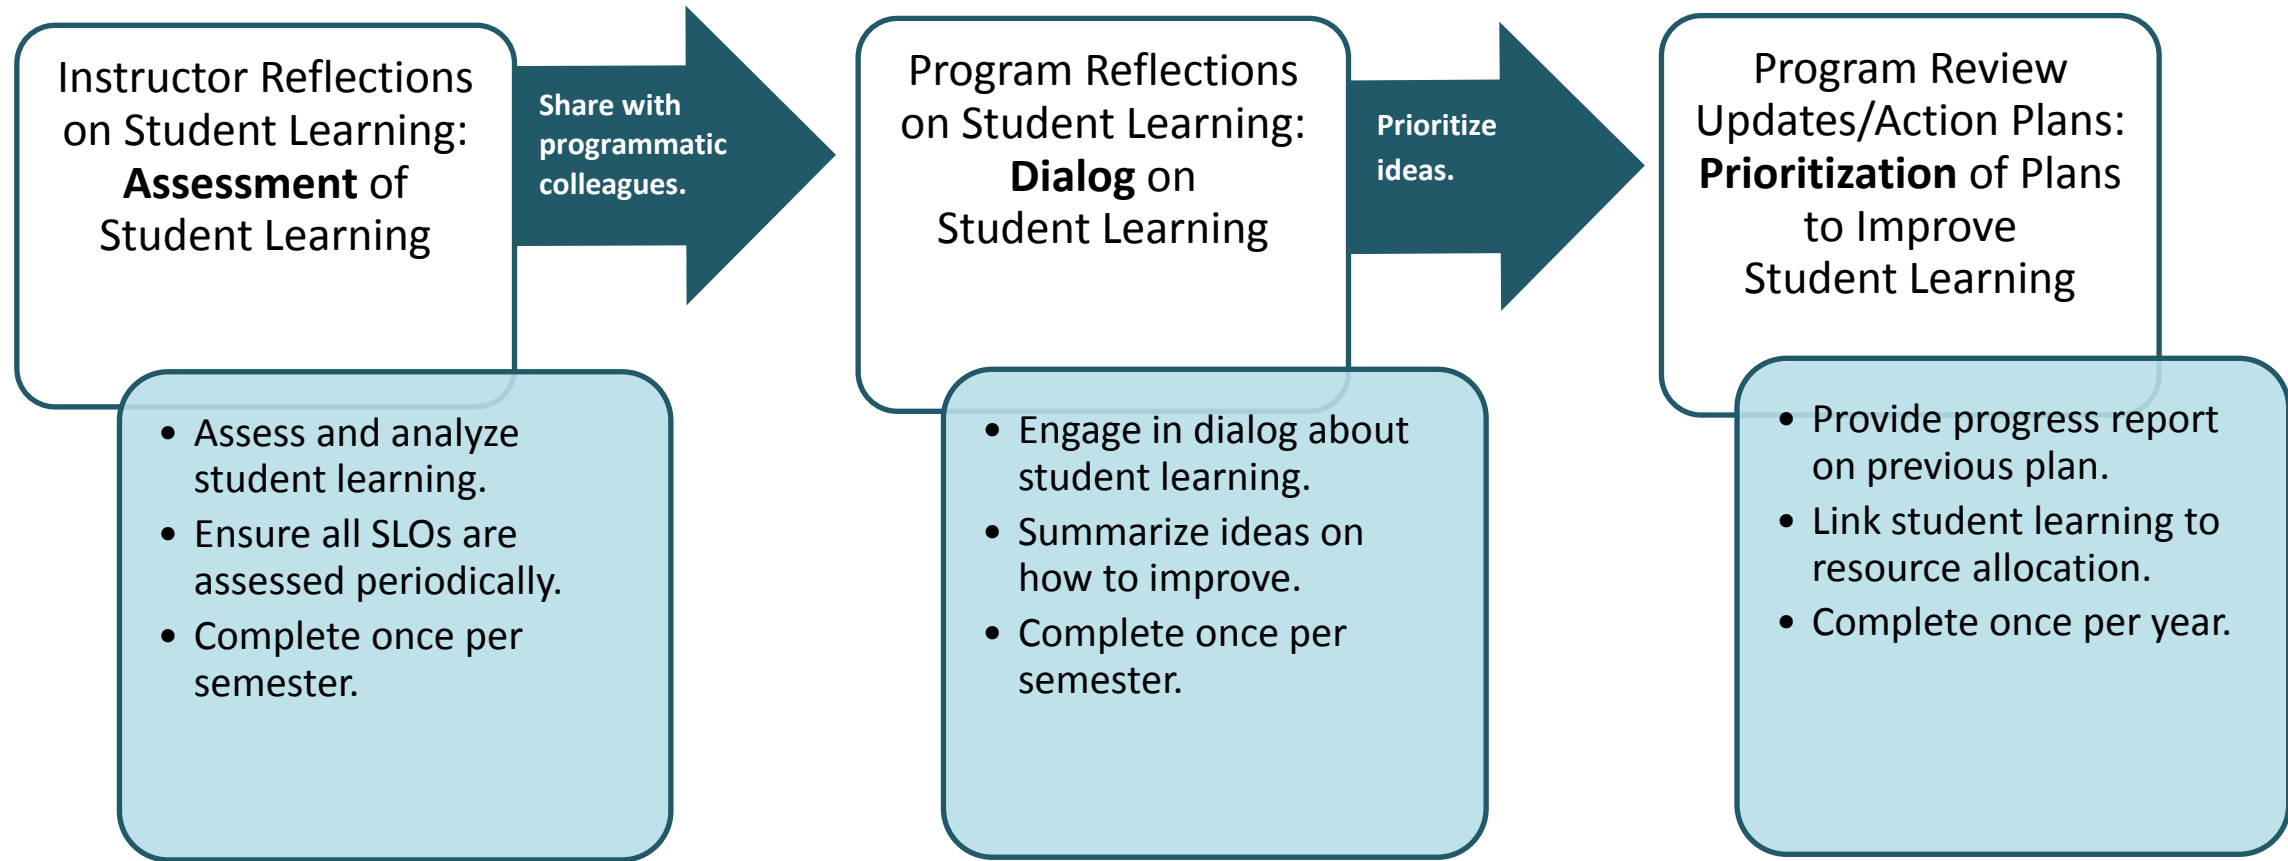 Instructor Reflections
on Student Learning:
Assessment of
Student Learning
• Assess and analyze
student learning.
• Ensure all SLOs are
assessed periodically.
• Complete once per
semester.
Share with
programmatic
colleagues.
Program Reflections
on Student Learning:
Dialog on
Student Learning
• Engage in dialog about
student learning.
• Summarize ideas on
how to improve.
• Complete once per
semester.
Prioritize
ideas.
Program Review
Updates/Action Plans:
Prioritization of Plans
to Improve
Student Learning
• Provide progress report
on previous plan.
• Link student learning to
resource allocation.
• Complete once per year.